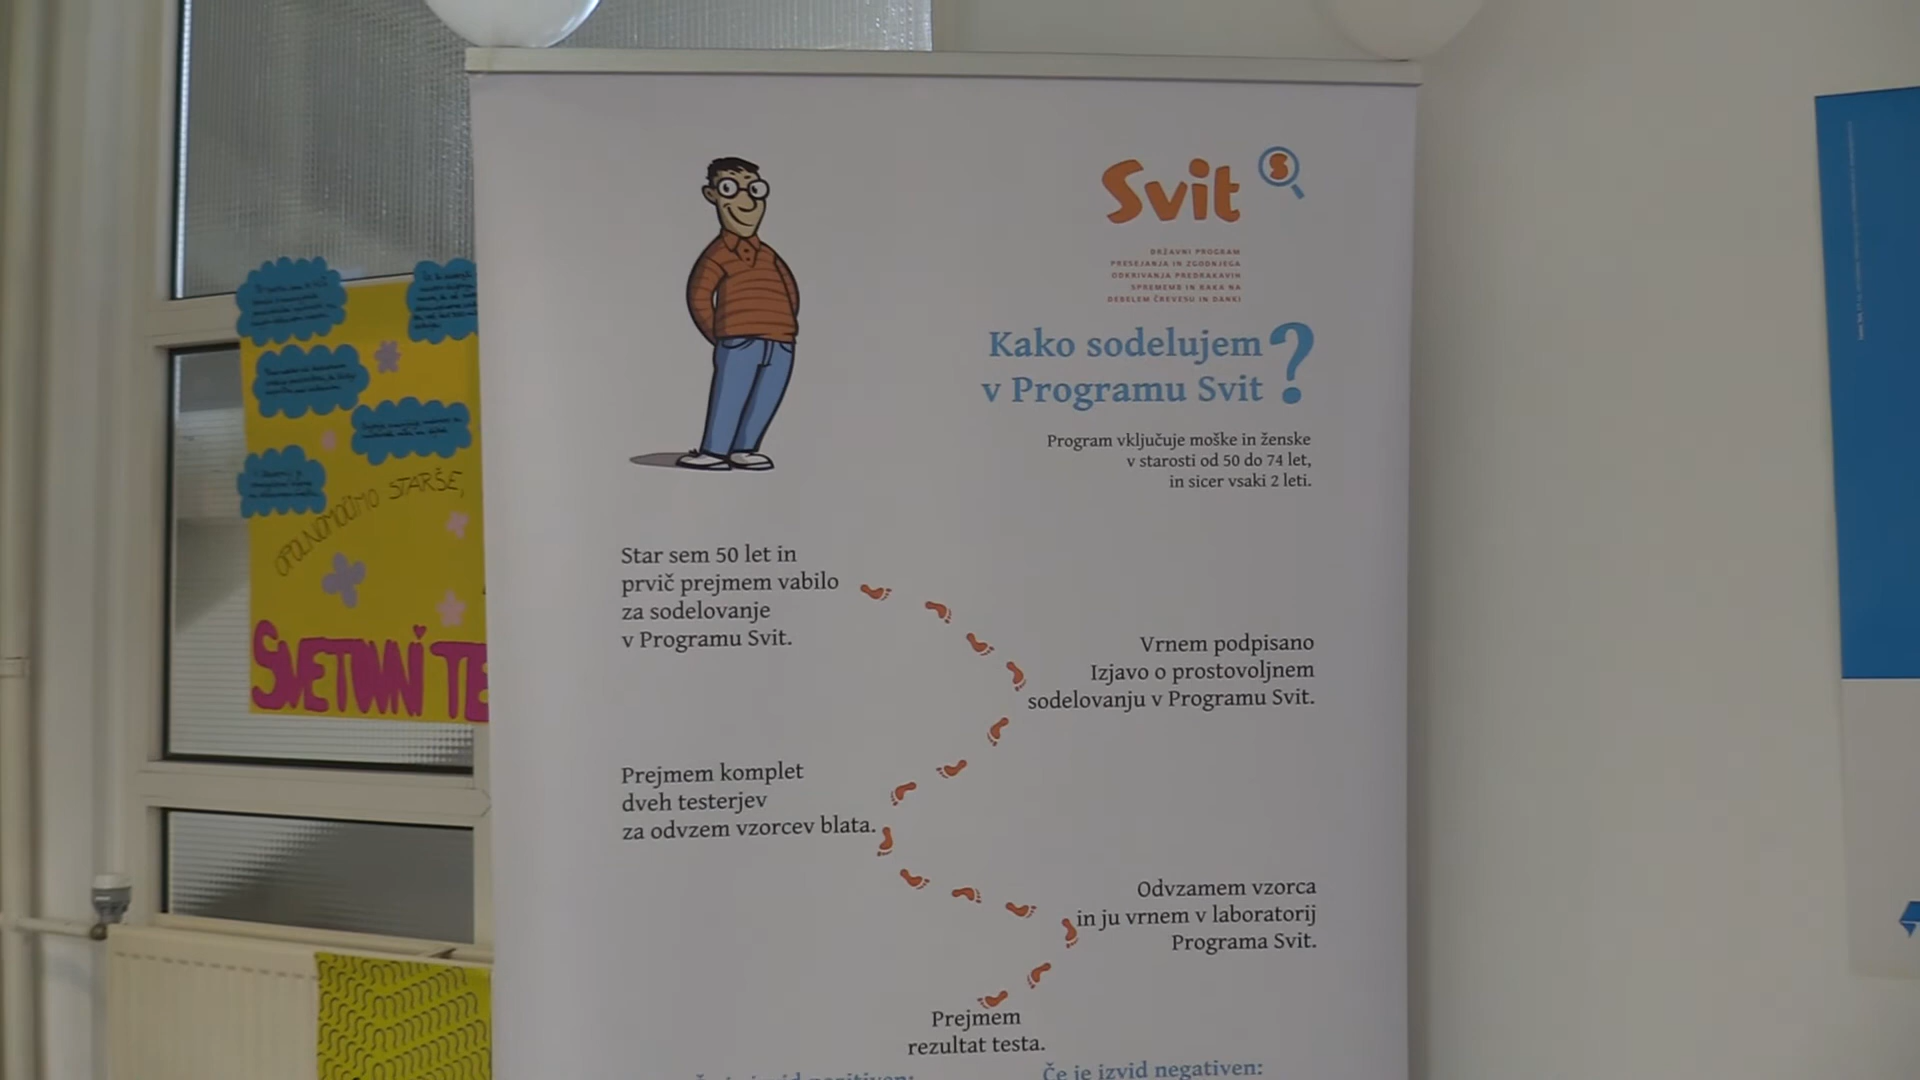 Svit
DRŽAVNI PROGRAM
PRESEJANJA IN ZGODNJEGA
ODKRIVANJA PREDRAKAVIH
SPREMEMB IN RAKA NA
DEBELEM ČREVESU IN DANKI
Kako sodelujem
v Programu Svit?
Program vključuje moške in ženske
v starosti od 50 do 74 let,
in sicer vsaki 2 leti.
Star sem 50 let in
prvič prejmem vabilo
za sodelovanje
v Programu Svit.
Vrnem podpisano
Izjavo o prostovoljnem
sodelovanju v Programu Svit.
Prejmem komplet
dveh testerjev
za odvzem vzorcev blata.
Odvzamem vzorca
in ju vrnem v laboratorij
Programa Svit.
Prejmem
rezultat testa.
Če je izvid negativen:
OPOLNOMOČIMO STARŠE,
SVETOVNI TE